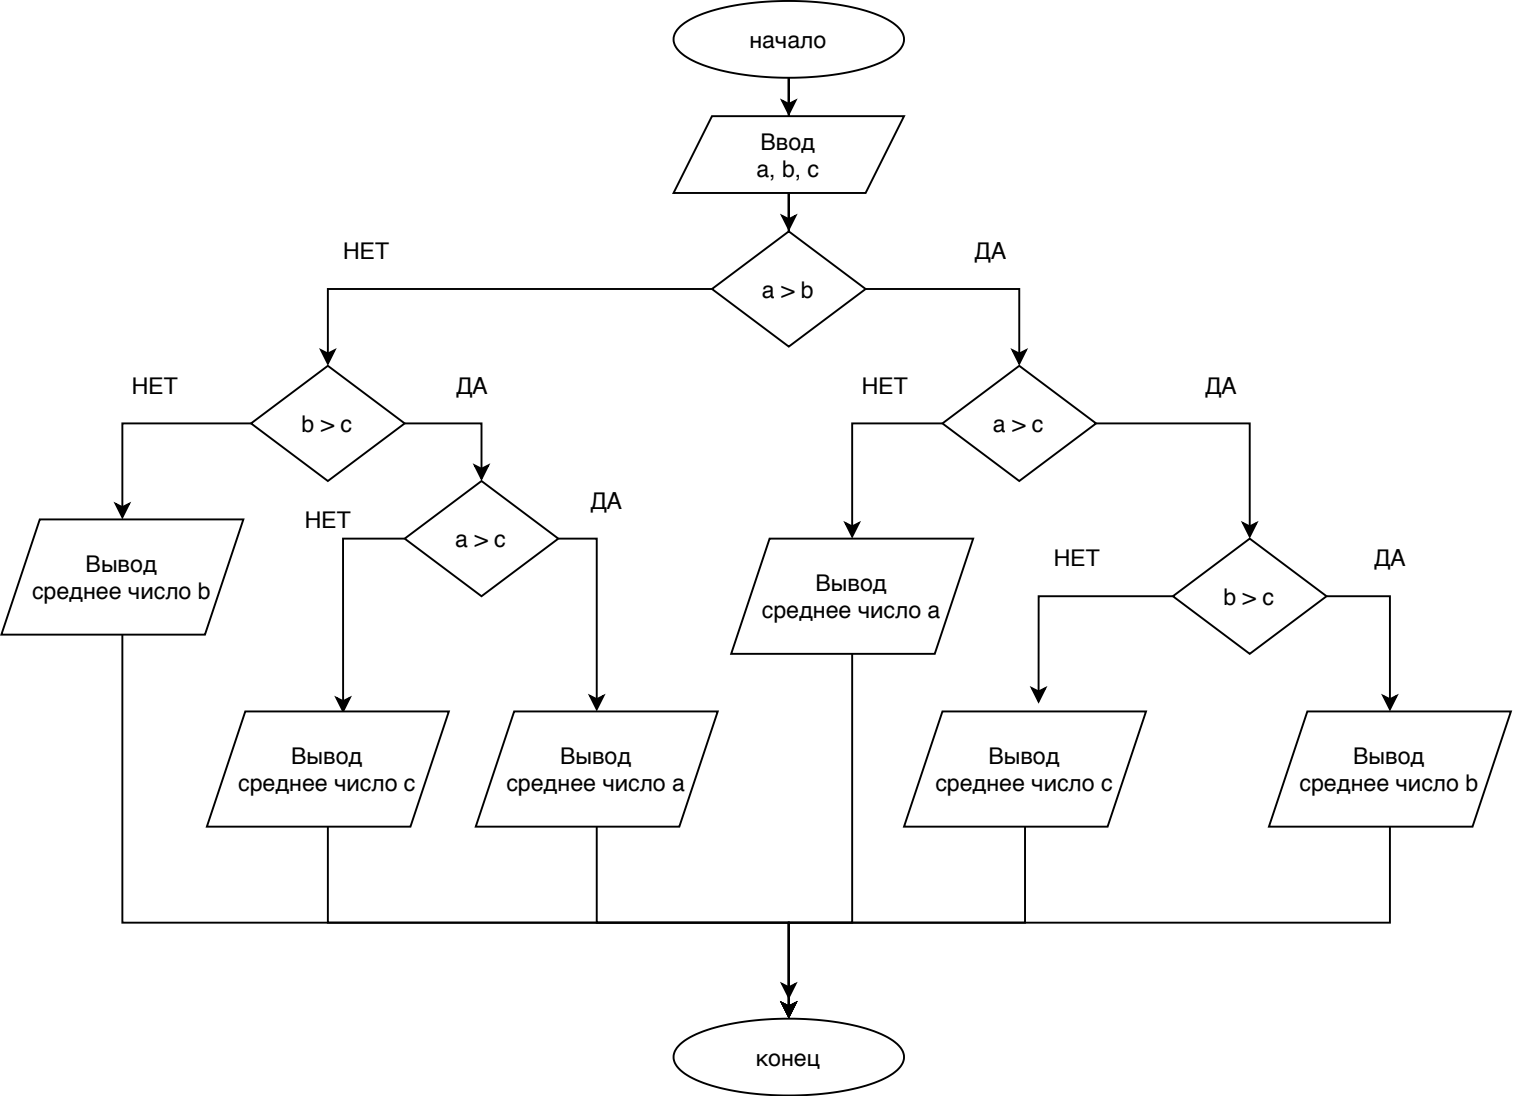 начало
Ввод
a, b, c
НЕТ
ДА
a > b
НЕТ
ДА
НЕТ
ДА
b > c
a > c
НЕТ
ДА
a > c
НЕТ
ДА
b > c
Вывод
среднее число b
Вывод
среднее число a
Вывод
среднее число c
Вывод
среднее число a
Вывод
среднее число c
Вывод
среднее число b
конец